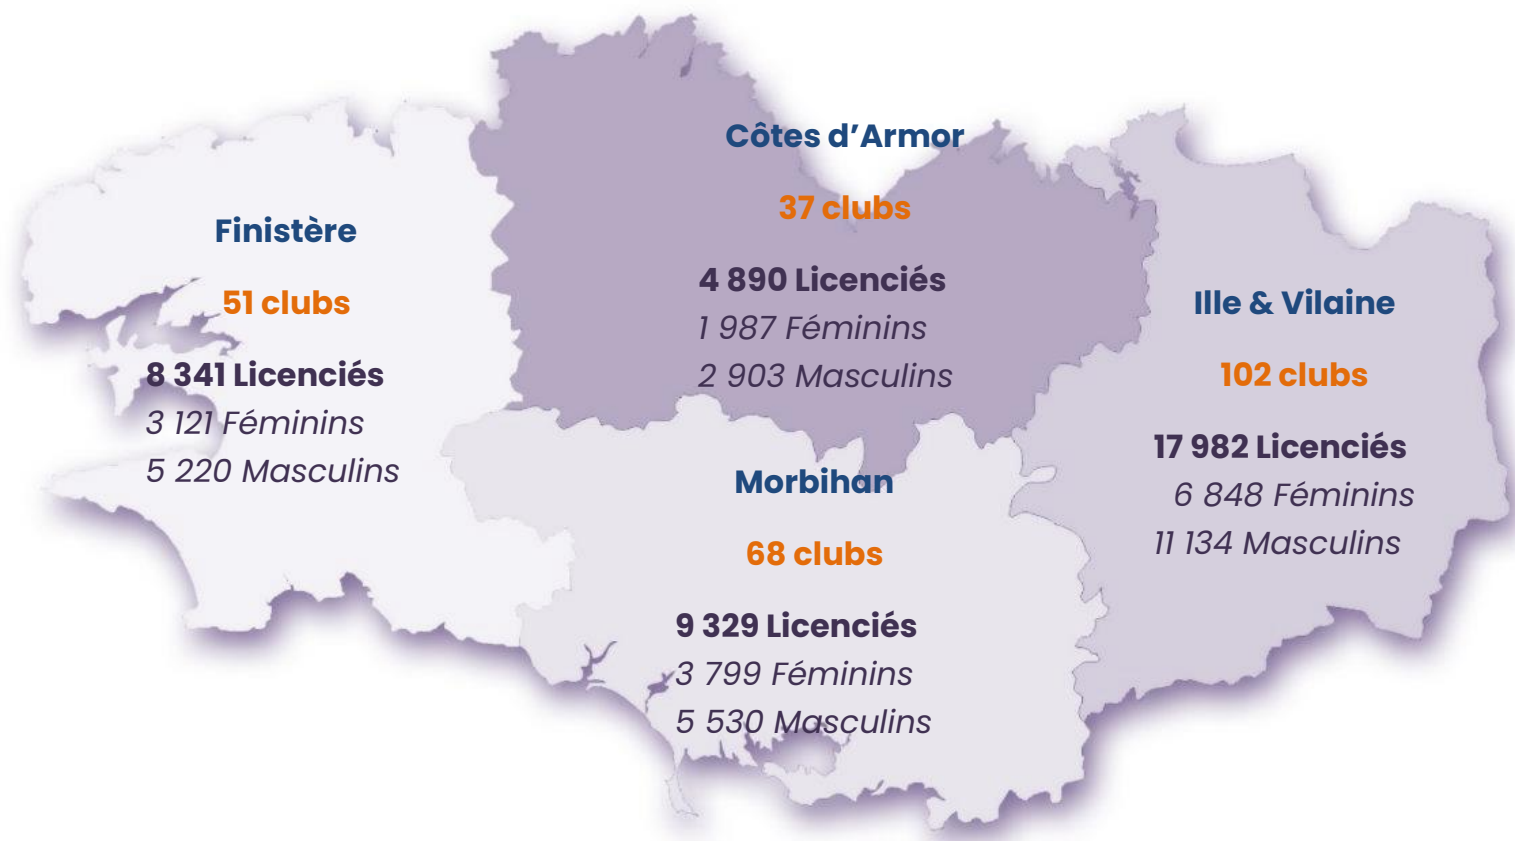 Finistère
51 clubs
8 341 Licenciés
3 121 Féminins
5 220 Masculins
Côtes d’Armor
37 clubs
4 890 Licenciés
1 987 Féminins
2 903 Masculins
Morbihan
68 clubs
9 329 Licenciés
3 799 Féminins
5 530 Masculins
Ille & Vilaine
102 clubs
17 982 Licenciés
6 848 Féminins
11 134 Masculins